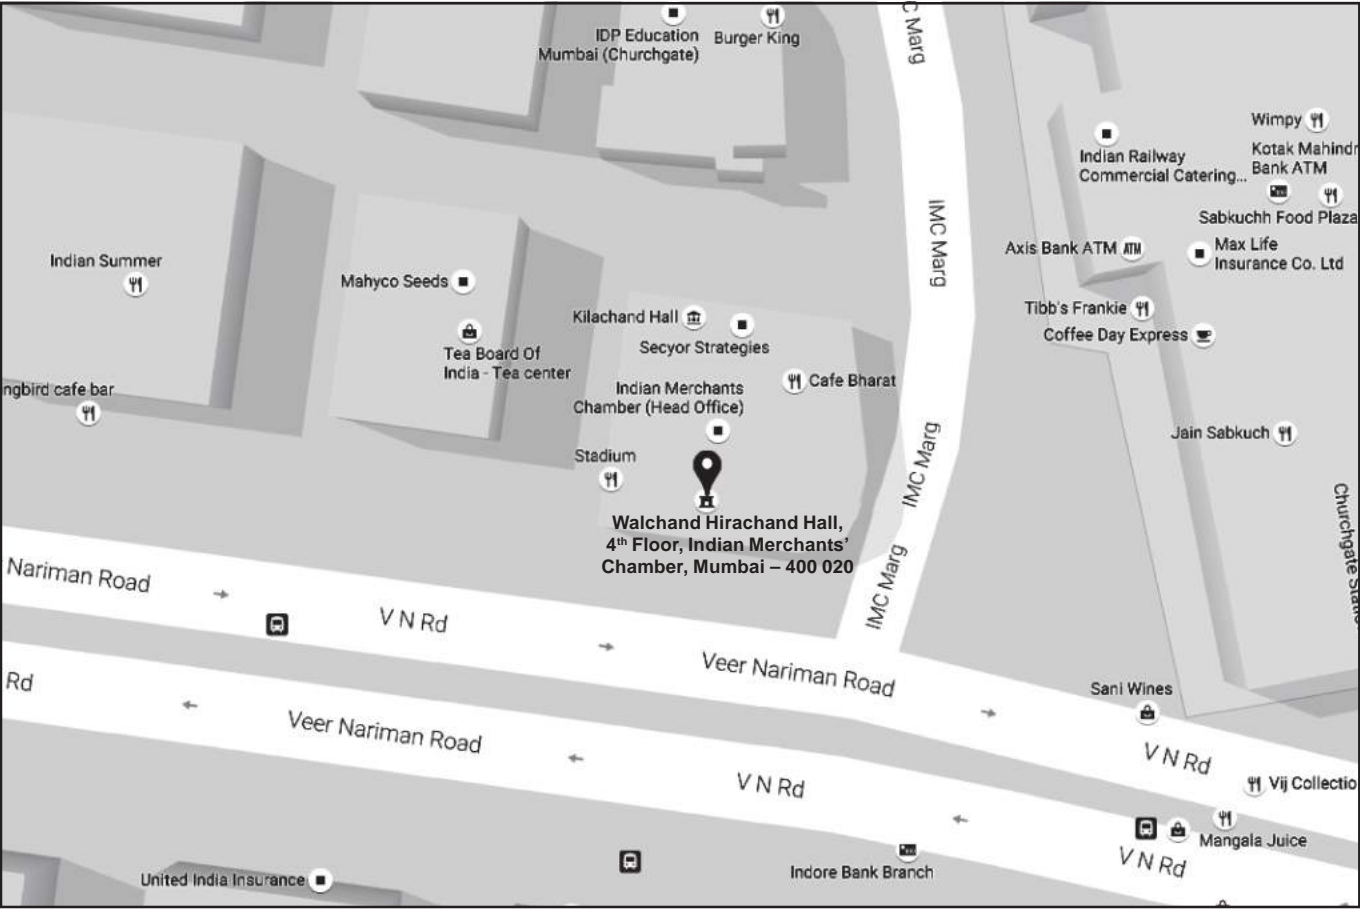 C Marg
IDP Education
Mumbai (Churchgate)
Burger King
Wimpy
Kotak Mahindr
Bank ATM
Indian Railway
Commercial Catering...
Sabkuchh Food Plaza
IMC Marg
Axis Bank ATM
ATM
Max Life
Insurance Co. Ltd
Indian Summer
Mahyco Seeds
Kilachand Hall
Tibb's Frankie
Coffee Day Express
Secyor Strategies
Tea Board Of
India - Tea center
Cafe Bharat
Indian Merchants
Chamber (Head Office)
ngbird cafe bar
IMC Marg
Jain Sabkuch
Stadium
Walchand Hirachand Hall,
4th Floor, Indian Merchants’
Chamber, Mumbai – 400 020
Churchgate Static
IMC Marg
Nariman Road
V N Rd
Veer Nariman Road
Rd
Sani Wines
Veer Nariman Road
V N Rd
V N Rd
Vij Collectio
Mangala Juice
V N Rd
Indore Bank Branch
United India Insurance